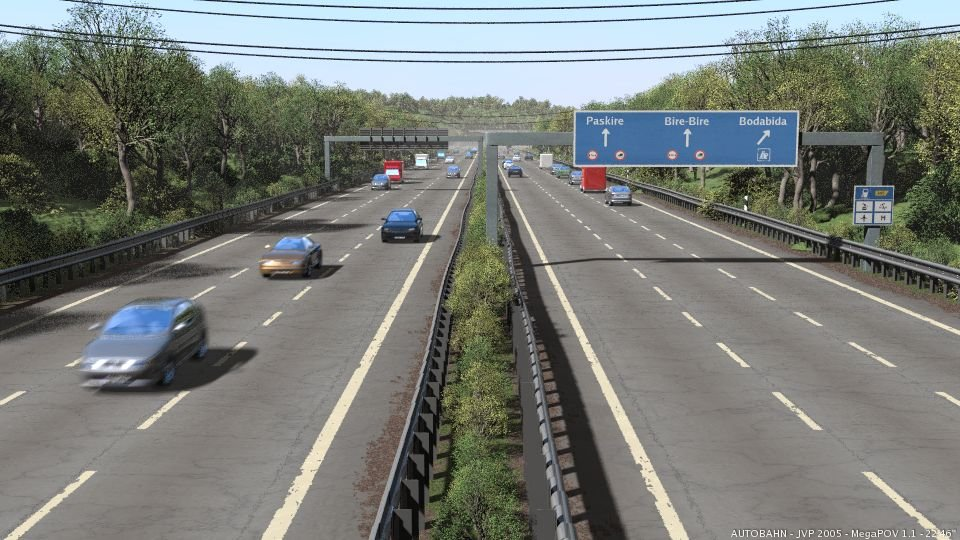 Paskire
Bire-Bire
Bodabida
AUTOBAHN - JVP 2005 - MegaPOV 1.1 - 22:46"